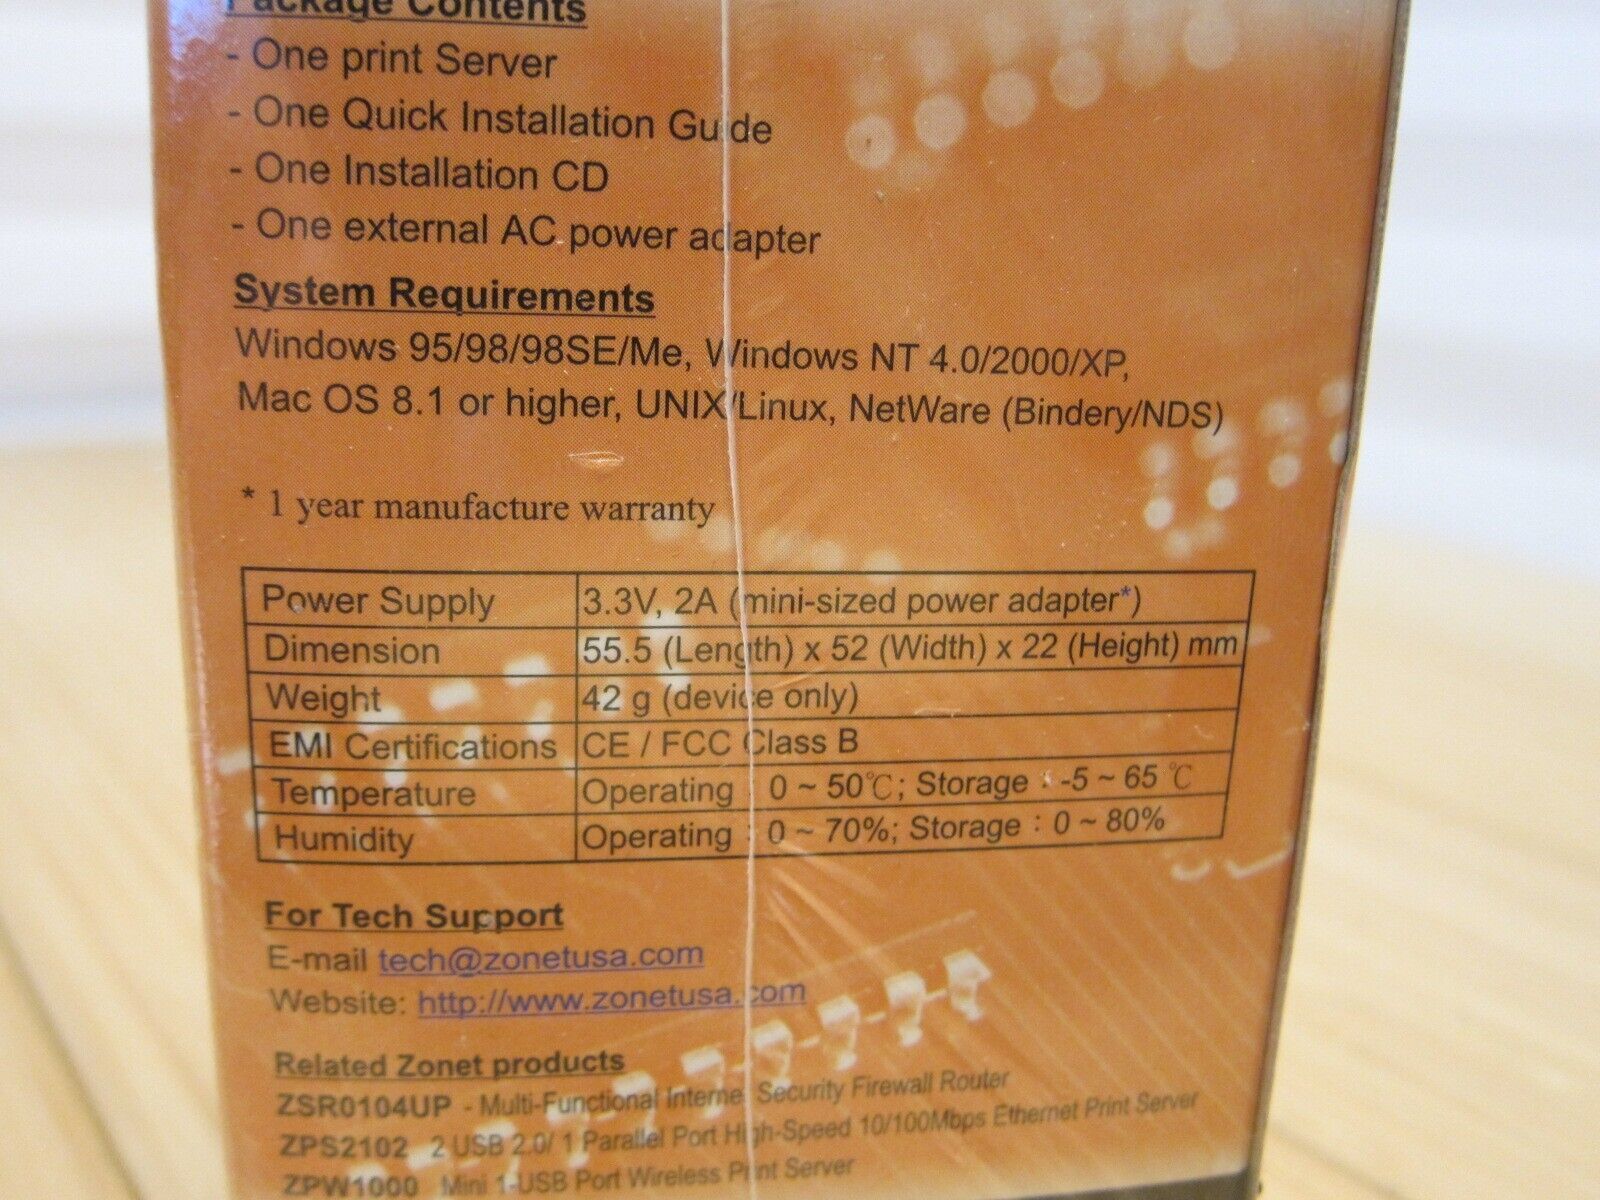 Package Contents
- One print Server
- One Quick Installation Guide
- One Installation CD
- One external AC power adapter
System Requirements
Windows 95/98/98SE/Me, Windows NT 4.0/2000/XP,
Mac OS 8.1 or higher, UNIX/Linux, NetWare (Bindery/NDS)
* 1 year manufacture warranty
Power Supply 3.3V, 2A (mini-sized power adapter*)
Dimension 55.5 (Length) x 52 (Width) x 22 (Height) mm
Weight 42 g (device only)
EMI Certifications CE / FCC Class B
Temperature Operating : 0 ~ 50℃; Storage : -5 ~ 65 ℃
Humidity Operating : 0 ~ 70%; Storage : 0 ~ 80%
For Tech Support
E-mail tech@zonetusa.com
Website: http://www.zonetusa.com
Related Zonet products
ZSR0104UP - Multi-Functional Internet Security Firewall Router
ZPS2102 2 USB 2.0/ 1 Parallel Port High-Speed 10/100Mbps Ethernet Print Server
ZPW1000 Mini 1-USB Port Wireless Print Server